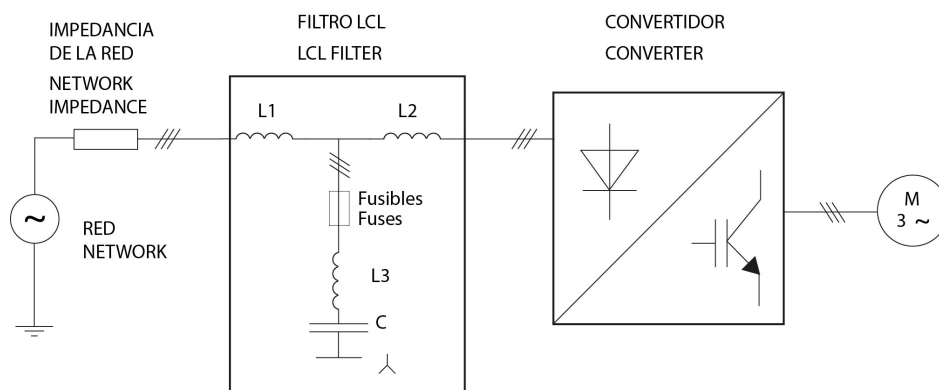 IMPEDANCIA
DE LA RED
NETWORK
IMPEDANCE
FILTRO LCL
LCL FILTER
CONVERTIDOR
CONVERTER
L1
L2
Fusibles
Fuses
L3
C
RED
NETWORK
~
M
3 ~